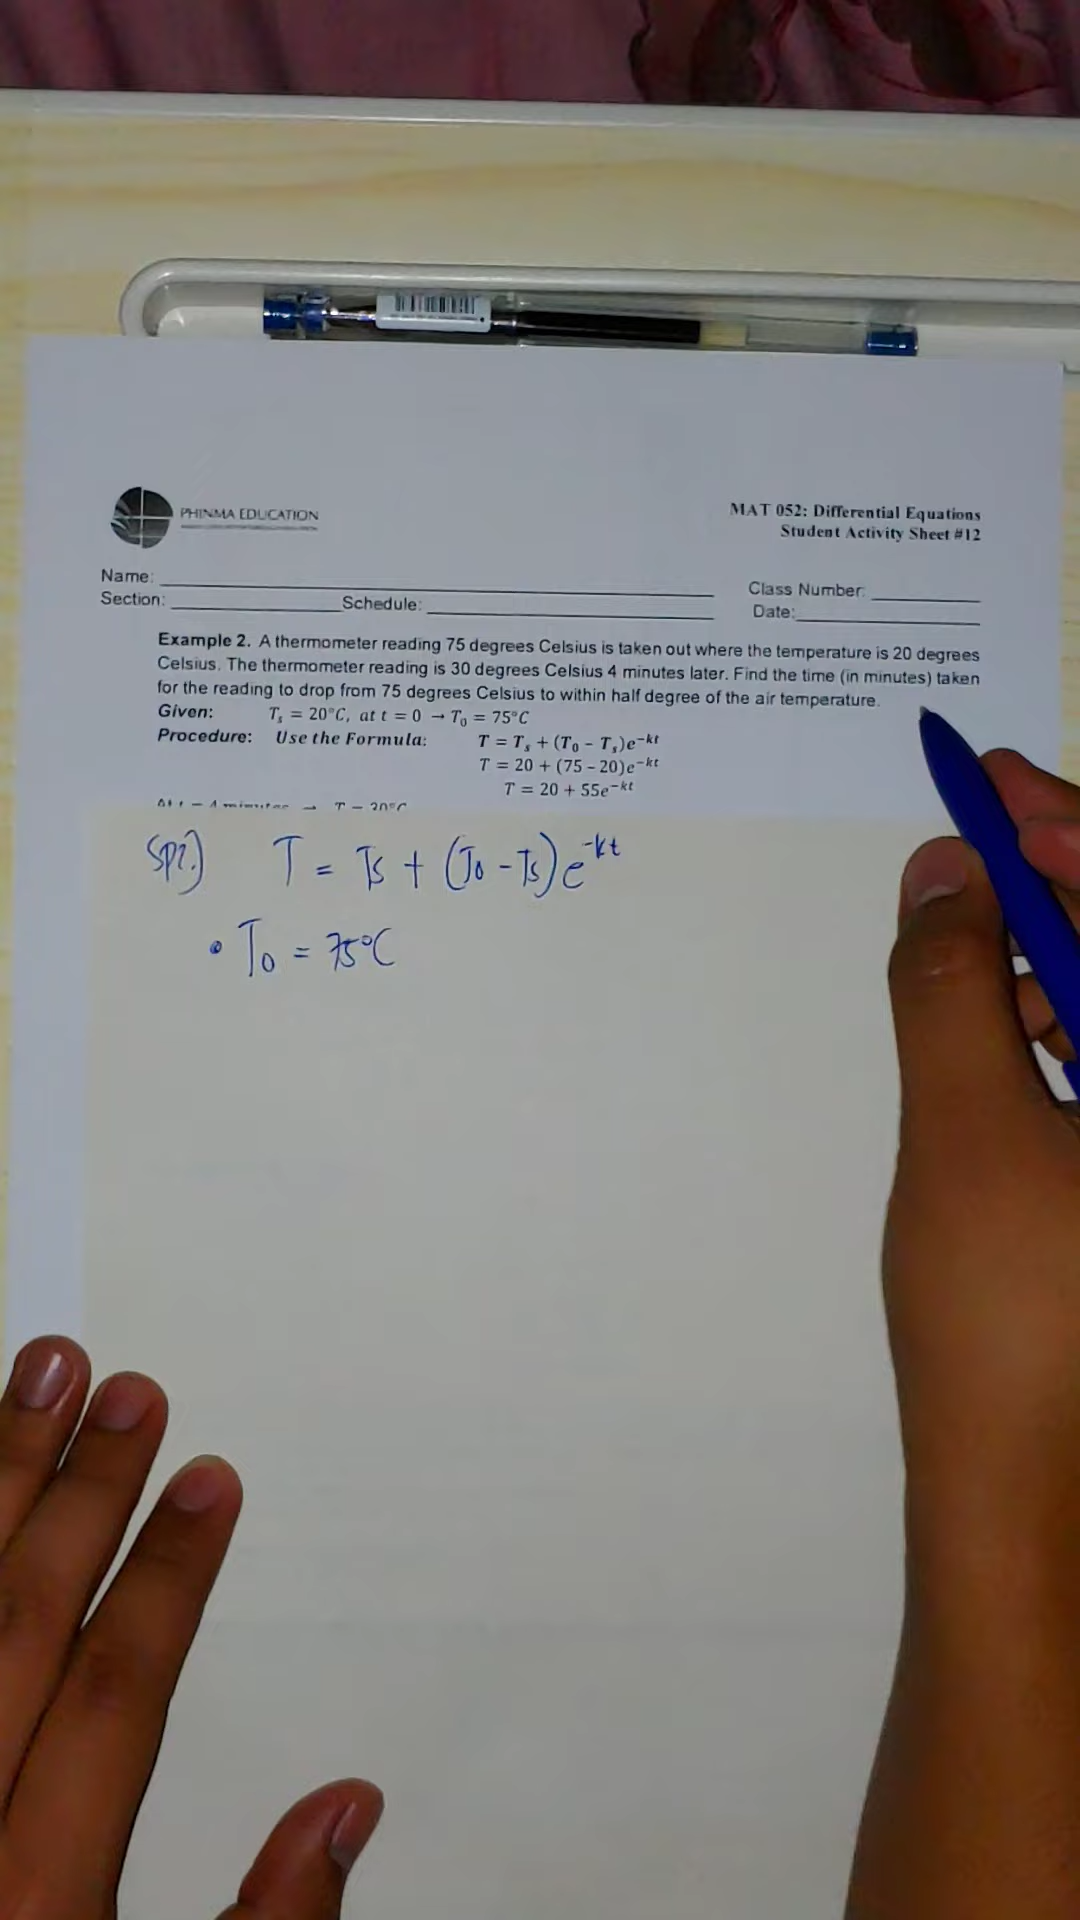 PHINMA EDUCATION
MAT 052: Differential Equations
Student Activity Sheet #12
Name:
Class Number:
Section: Schedule:
Date:
Example 2. A thermometer reading 75 degrees Celsius is taken out where the temperature is 20 degrees
Celsius. The thermometer reading is 30 degrees Celsius 4 minutes later. Find the time (in minutes) taken
for the reading to drop from 75 degrees Celsius to within half degree of the air temperature.
Given: Tₛ = 20°C, at t = 0 → T₀ = 75°C
Procedure: Use the Formula: T = Tₛ + (T₀ − Tₛ)e^−kt
T = 20 + (75 − 20)e^−kt
T = 20 + 55e^−kt
T = Ts + (To - Ts)e^-kt
• To = 75°C